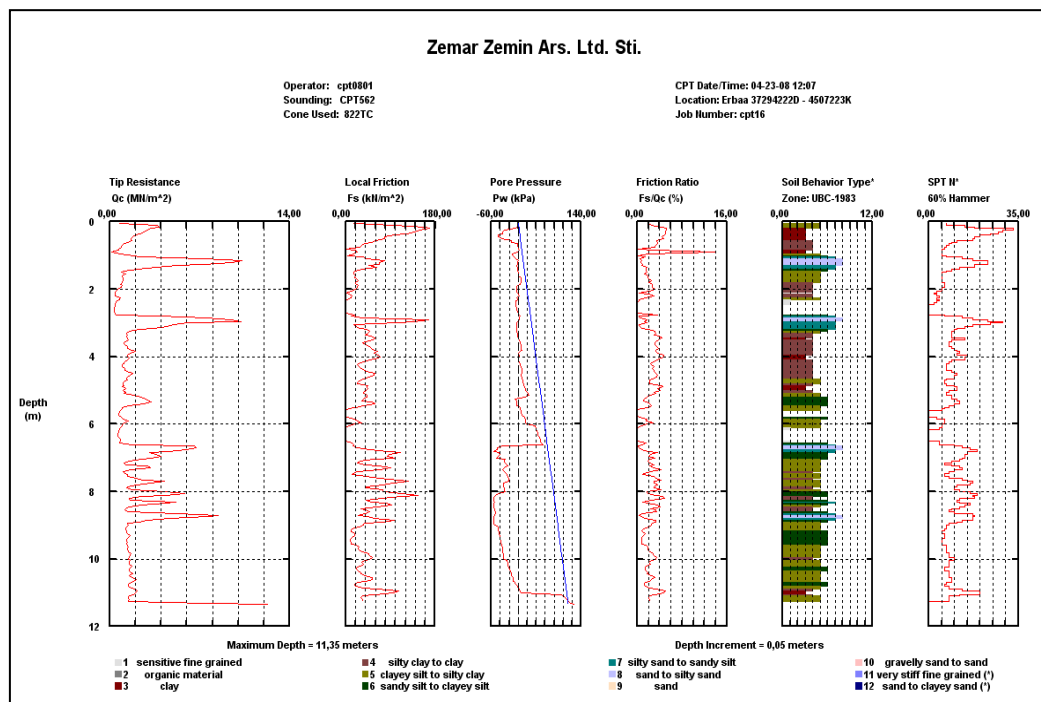 Zemar Zemin Ars. Ltd. Sti.
Operator: cpt0801
Sounding: CPT562
Cone Used: 822TC
CPT Date/Time: 04-23-08 12:07
Location: Erbaa 37294222D - 4507223K
Job Number: cpt16
Tip Resistance
Qc (MN/m^2)
0,00 14,00
Local Friction
Fs (kN/m^2)
0,00 180,00
Pore Pressure
Pw (kPa)
-60,00 140,00
Friction Ratio
Fs/Qc (%)
0,00 16,00
Soil Behavior Type*
Zone: UBC-1983
0,00 12,00
SPT N*
60% Hammer
0,00 35,00
0
2
4
Depth
(m)
6
8
10
12
Maximum Depth = 11,35 meters
Depth Increment = 0,05 meters
1 sensitive fine grained
2 organic material
3 clay
4 silty clay to clay
5 clayey silt to silty clay
6 sandy silt to clayey silt
7 silty sand to sandy silt
8 sand to silty sand
9 sand
10 gravelly sand to sand
11 very stiff fine grained (*)
12 sand to clayey sand (*)